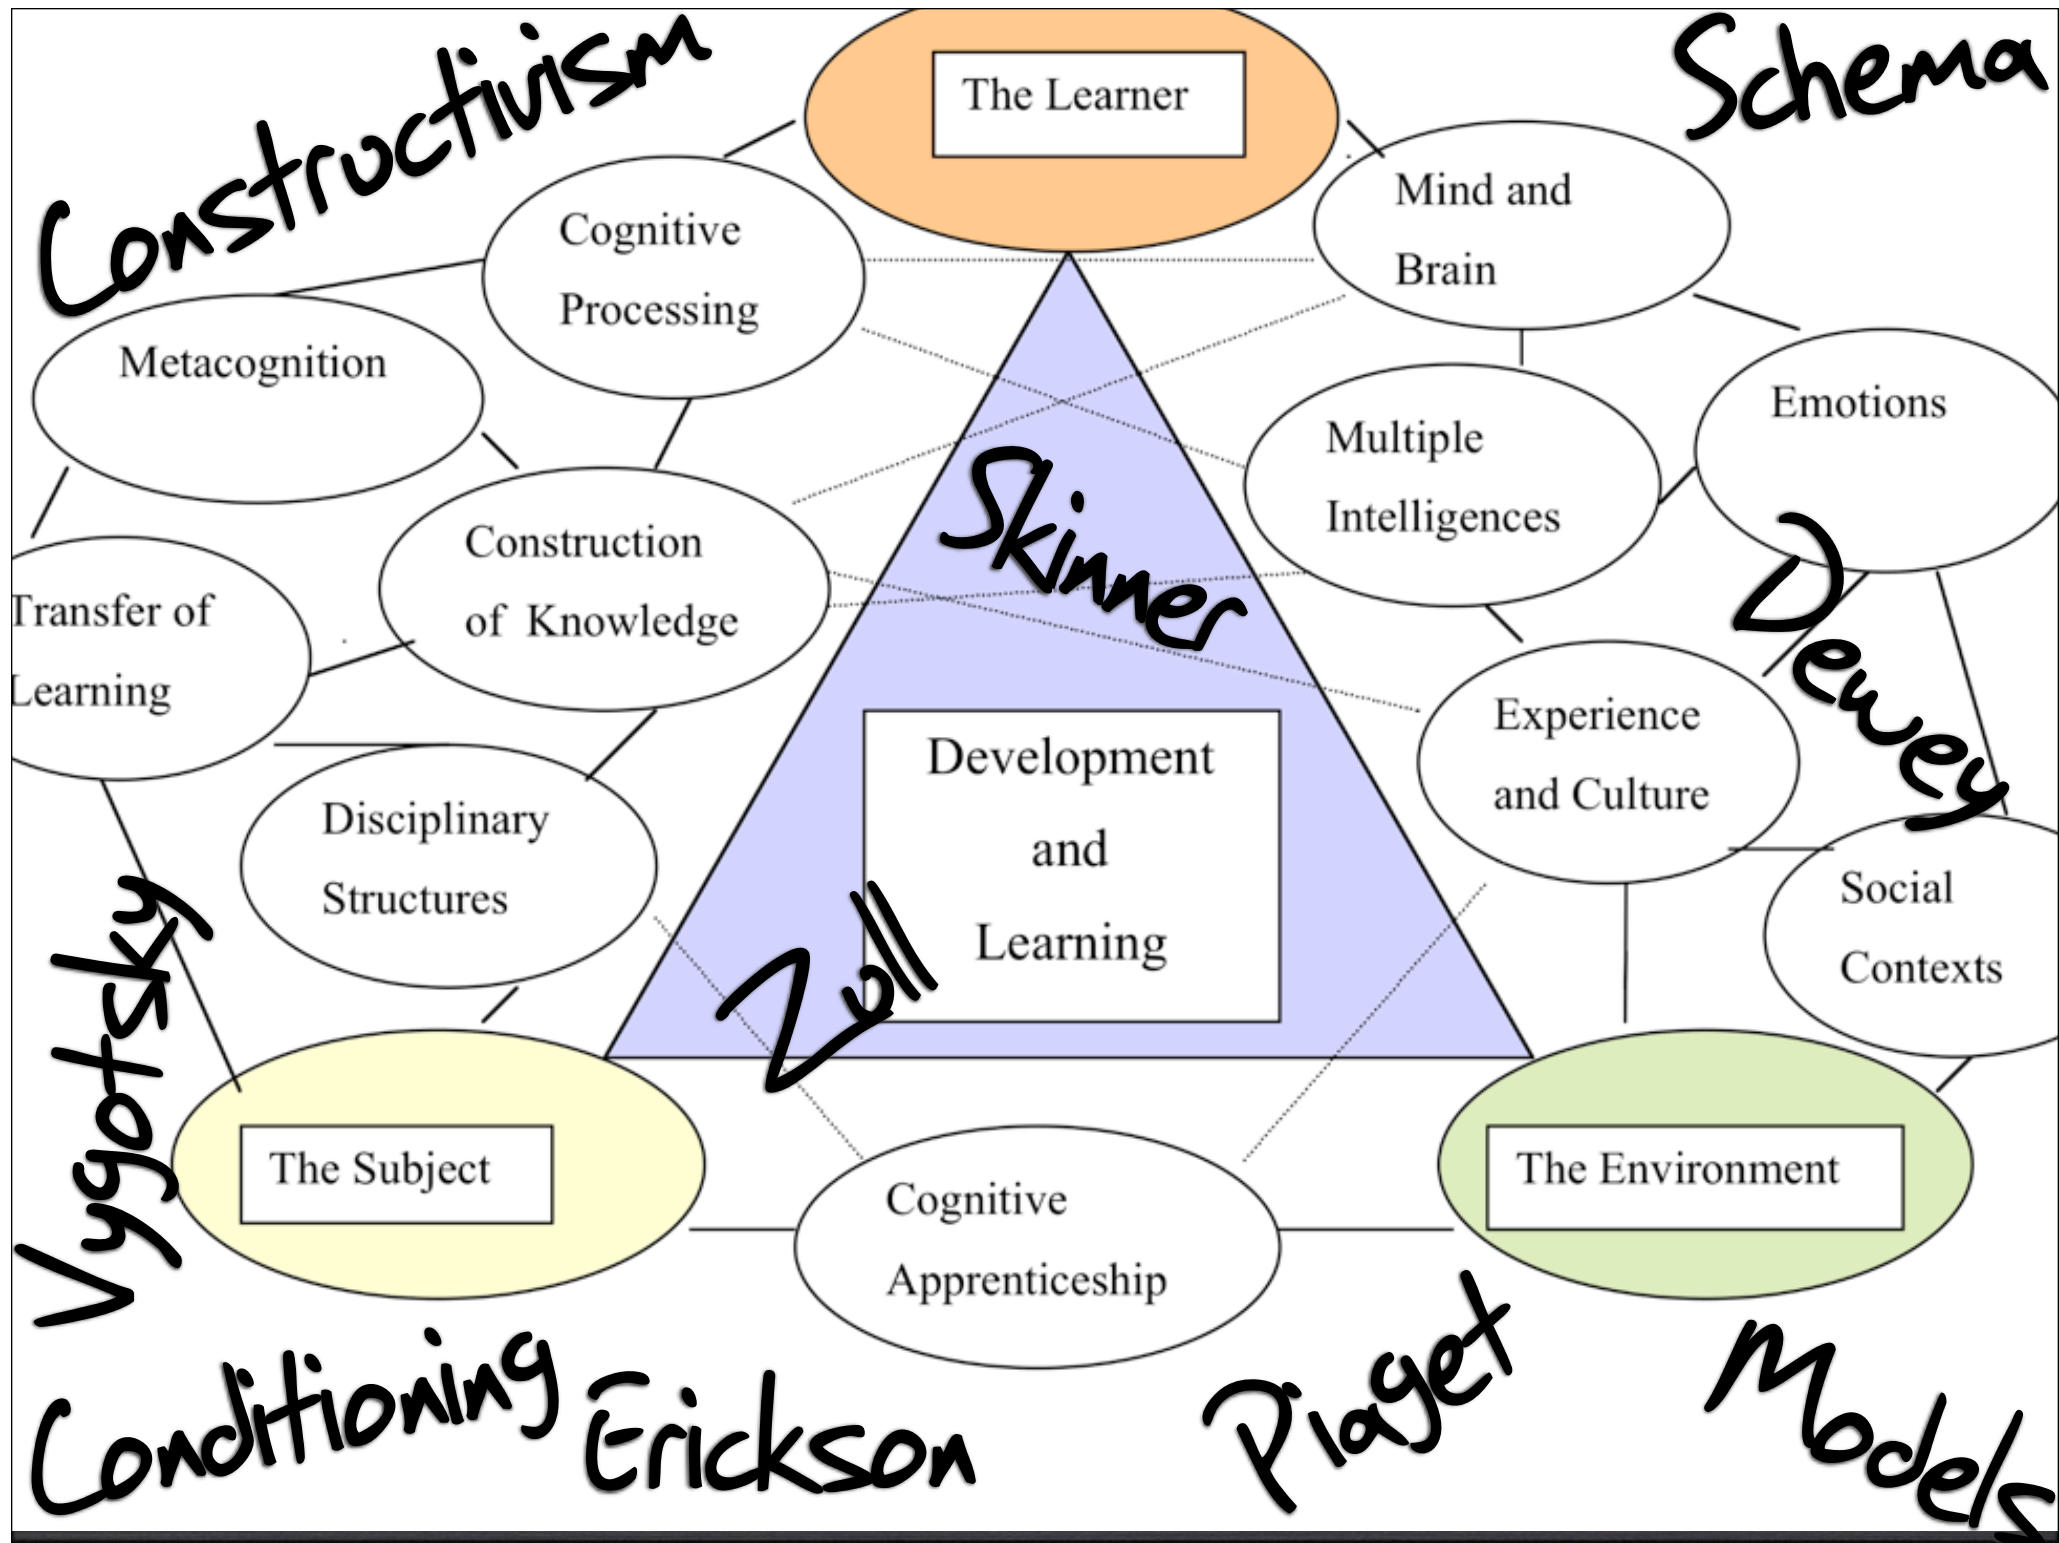 Constructivism
Schema
The Learner
Mind and
Brain
Cognitive
Processing
Metacognition
Emotions
Multiple
Intelligences
Skinner
Construction
of Knowledge
Transfer of
Learning
Dewey
Experience
and Culture
Development
and
Learning
Disciplinary
Structures
Social
Contexts
Zull
Vygotsky
The Subject
The Environment
Cognitive
Apprenticeship
Conditioning
Erickson
Piaget
Models